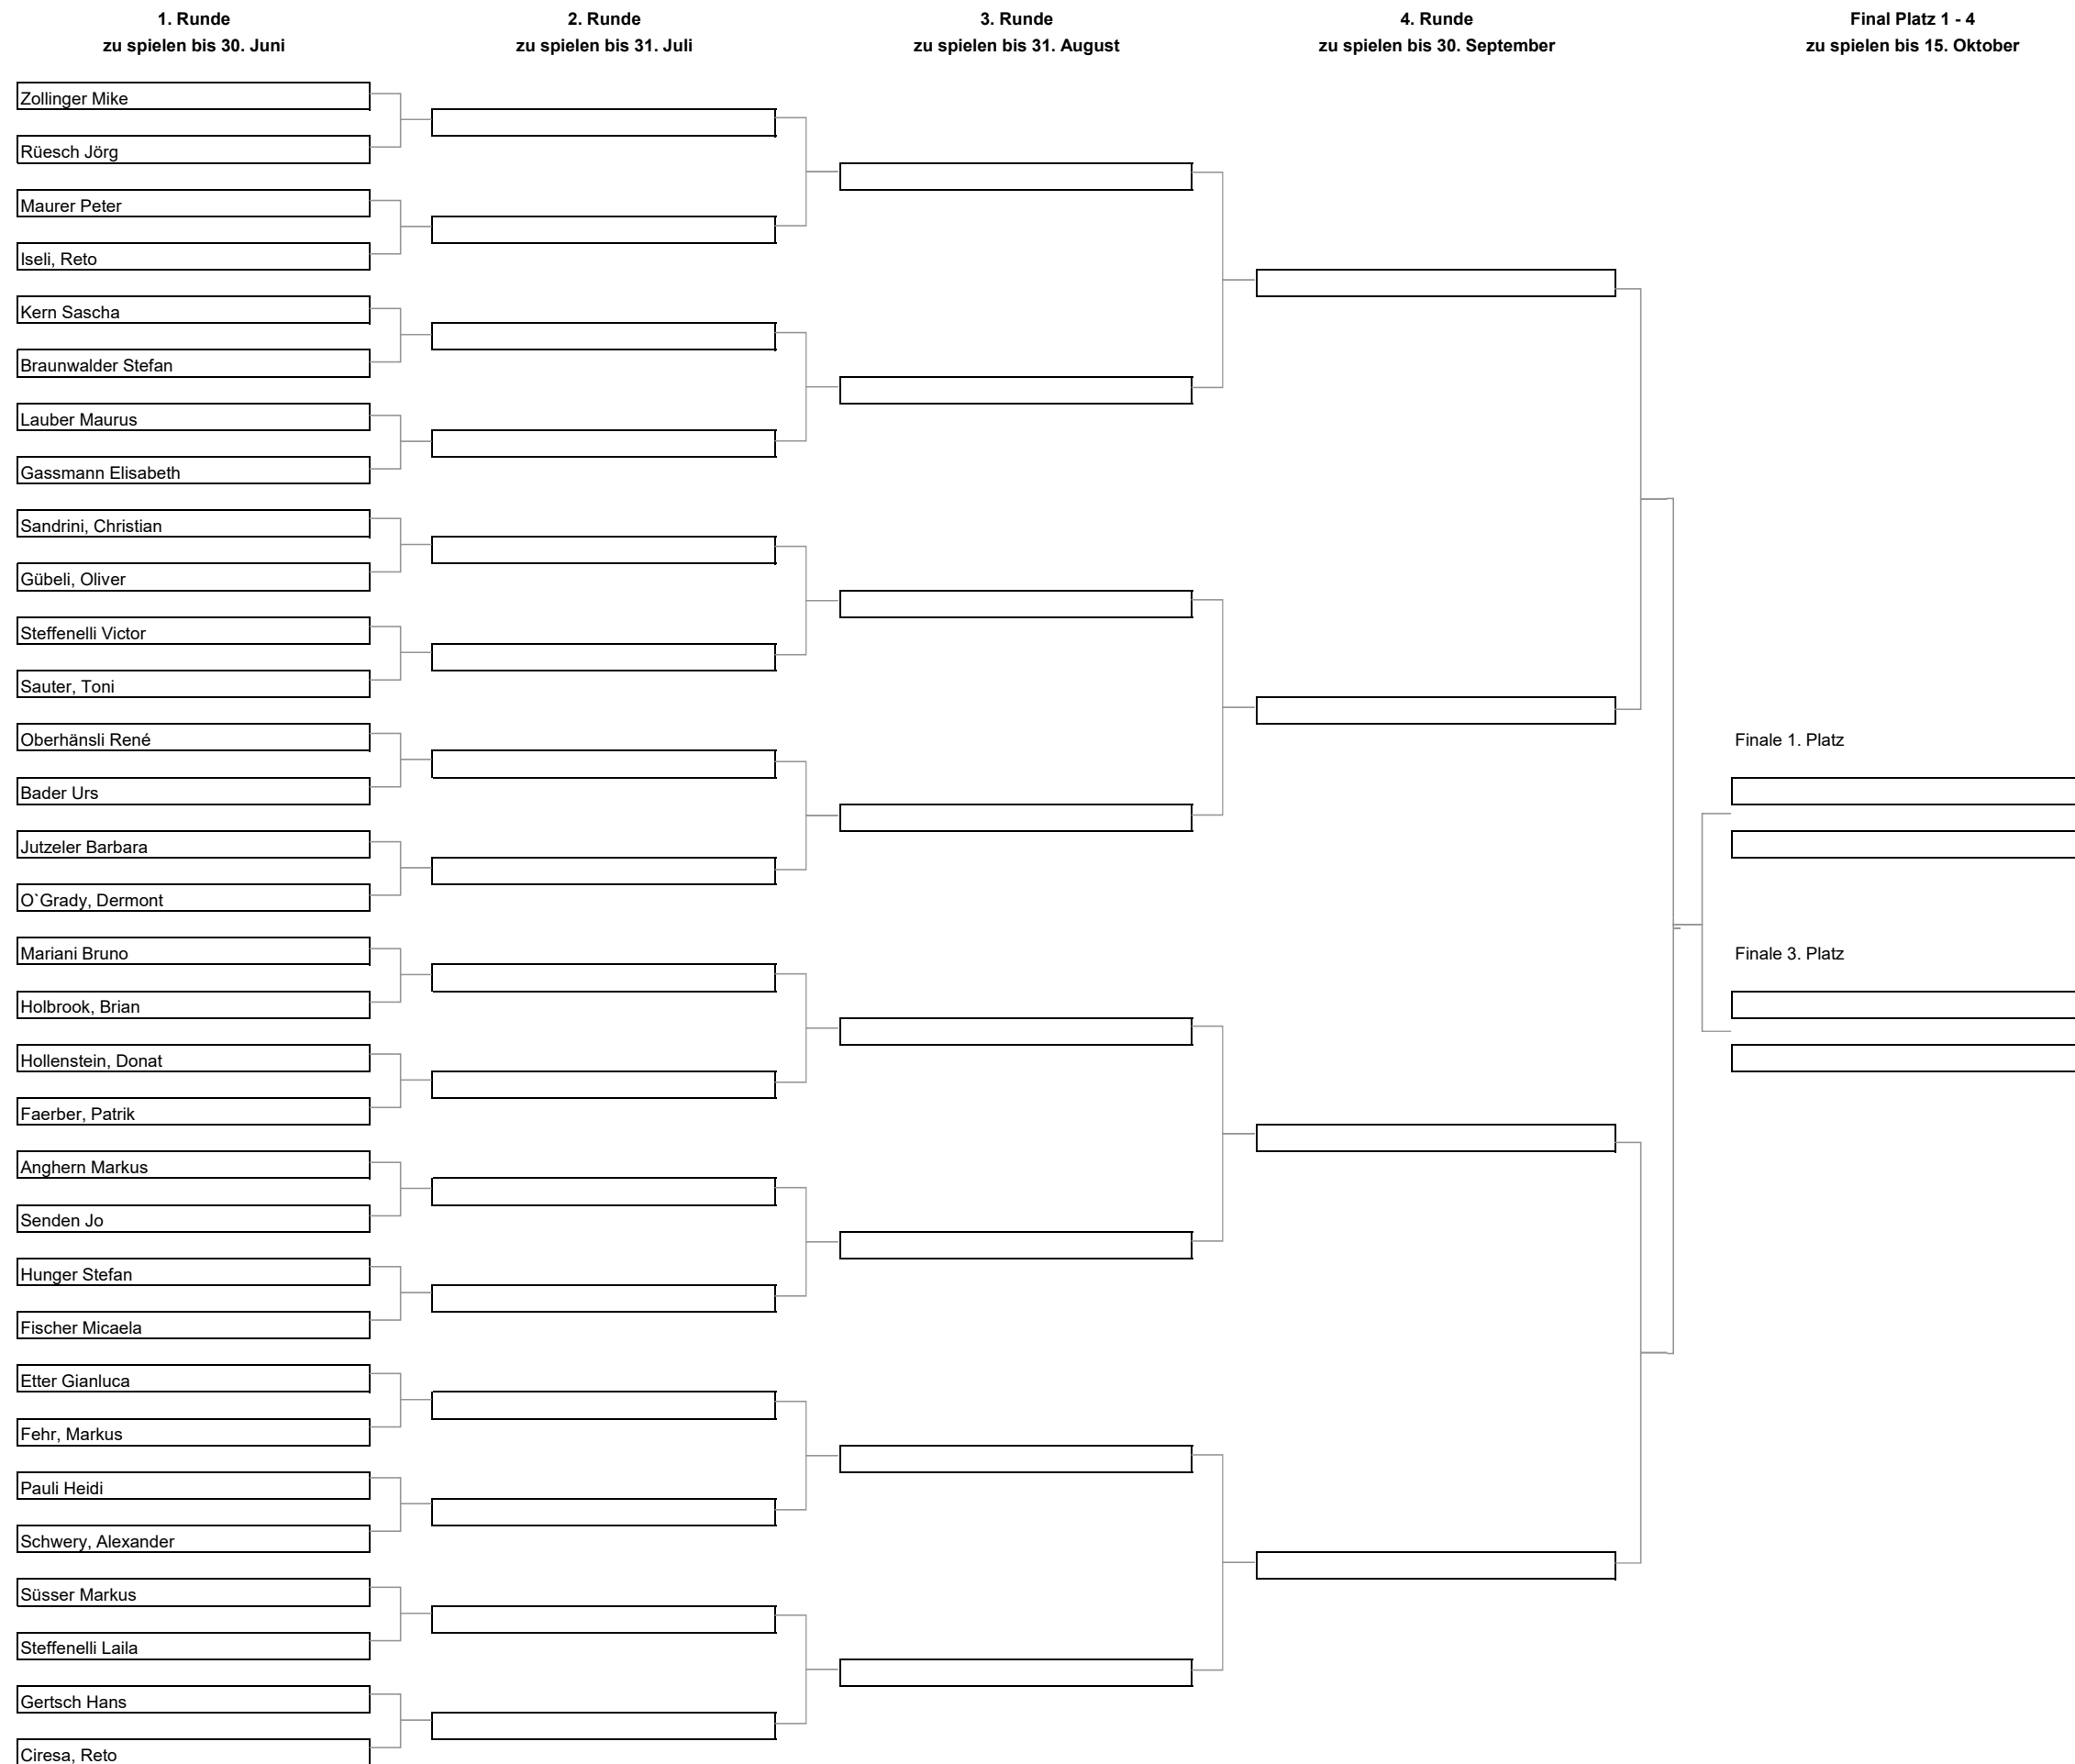 1. Runde
zu spielen bis 30. Juni
2. Runde
zu spielen bis 31. Juli
3. Runde
zu spielen bis 31. August
4. Runde
zu spielen bis 30. September
Final Platz 1 - 4
zu spielen bis 15. Oktober
Zollinger Mike
Rüesch Jörg
Maurer Peter
Iseli, Reto
Kern Sascha
Braunwalder Stefan
Lauber Maurus
Gassmann Elisabeth
Sandrini, Christian
Gübeli, Oliver
Steffenelli Victor
Sauter, Toni
Oberhänsli René
Bader Urs
Jutzeler Barbara
O`Grady, Dermont
Mariani Bruno
Holbrook, Brian
Hollenstein, Donat
Faerber, Patrik
Anghern Markus
Senden Jo
Hunger Stefan
Fischer Micaela
Etter Gianluca
Fehr, Markus
Pauli Heidi
Schwery, Alexander
Süsser Markus
Steffenelli Laila
Gertsch Hans
Ciresa, Reto
Finale 1. Platz
Finale 3. Platz